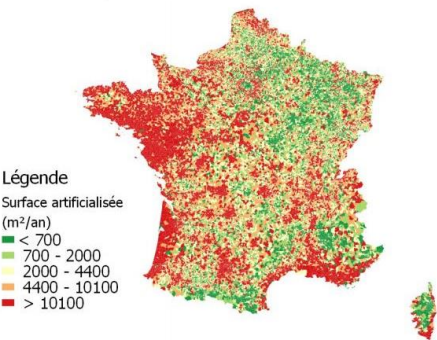 Légende
Surface artificialisée
(m²/an)
< 700
700 - 2000
2000 - 4400
4400 - 10100
> 10100